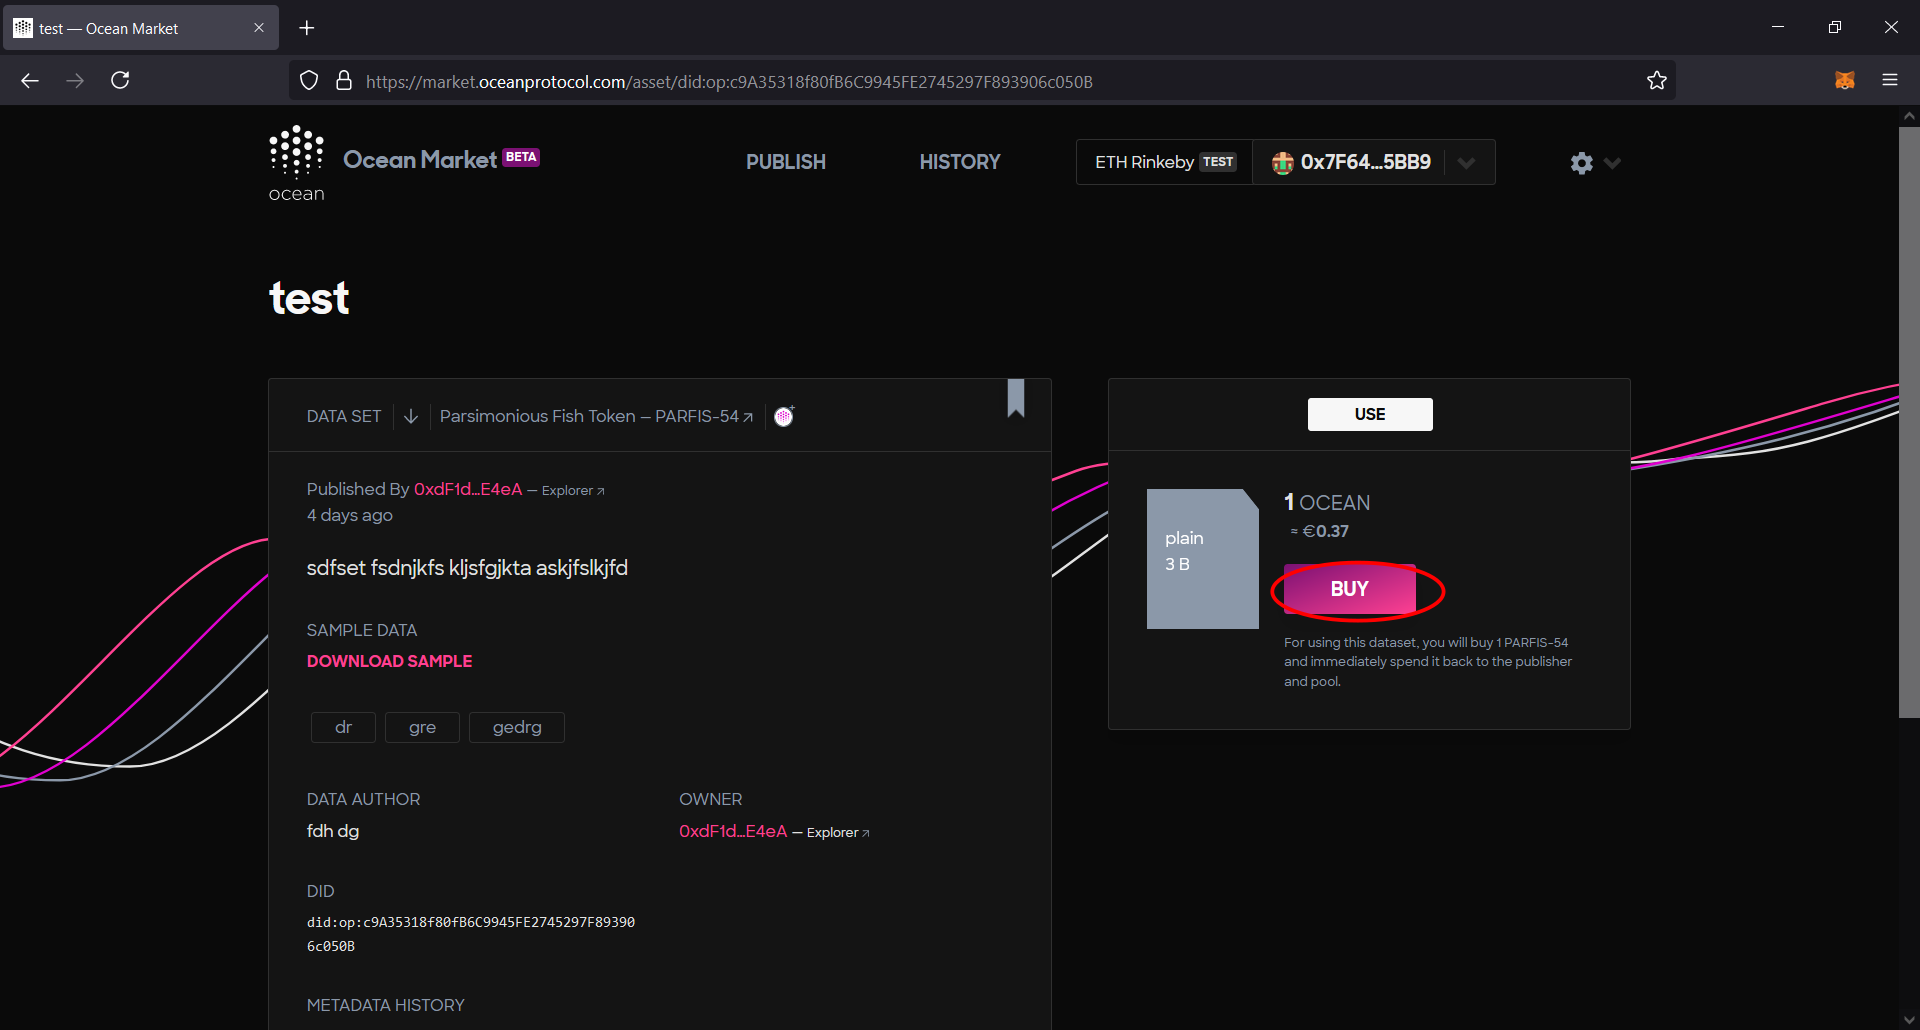 test — Ocean Market
https://market.oceanprotocol.com/asset/did:op:c9A35318f80fB6C9945FE2745297F893906c050B
ocean
Ocean Market BETA
PUBLISH
HISTORY
ETH Rinkeby TEST
0x7F64...5BB9
test
DATA SET
Parsimonious Fish Token — PARFIS-54
Published By 0xdF1d...E4eA — Explorer
4 days ago
sdfset fsdnjkfs kljsfgjkta askjfslkjfd
SAMPLE DATA
DOWNLOAD SAMPLE
dr
gre
gedrg
DATA AUTHOR
fdh dg
OWNER
0xdF1d...E4eA — Explorer
DID
did:op:c9A35318f80fB6C9945FE2745297F89390
6c050B
METADATA HISTORY
USE
plain
3 B
1 OCEAN
≈ €0.37
BUY
For using this dataset, you will buy 1 PARFIS-54
and immediately spend it back to the publisher
and pool.